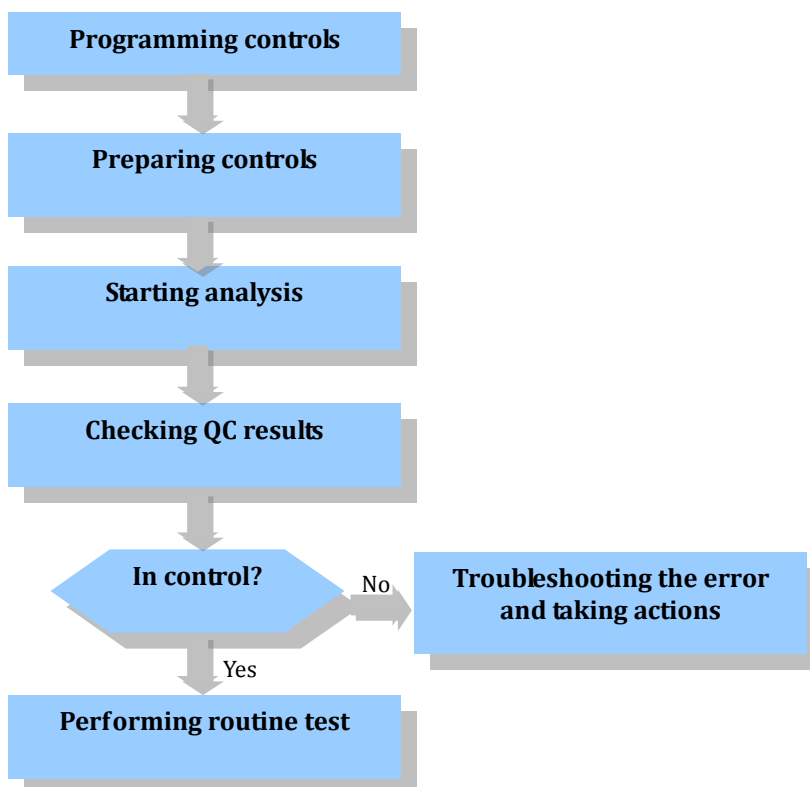 Programming controls
Preparing controls
Starting analysis
Checking QC results
In control?
No
Troubleshooting the error
and taking actions
Yes
Performing routine test